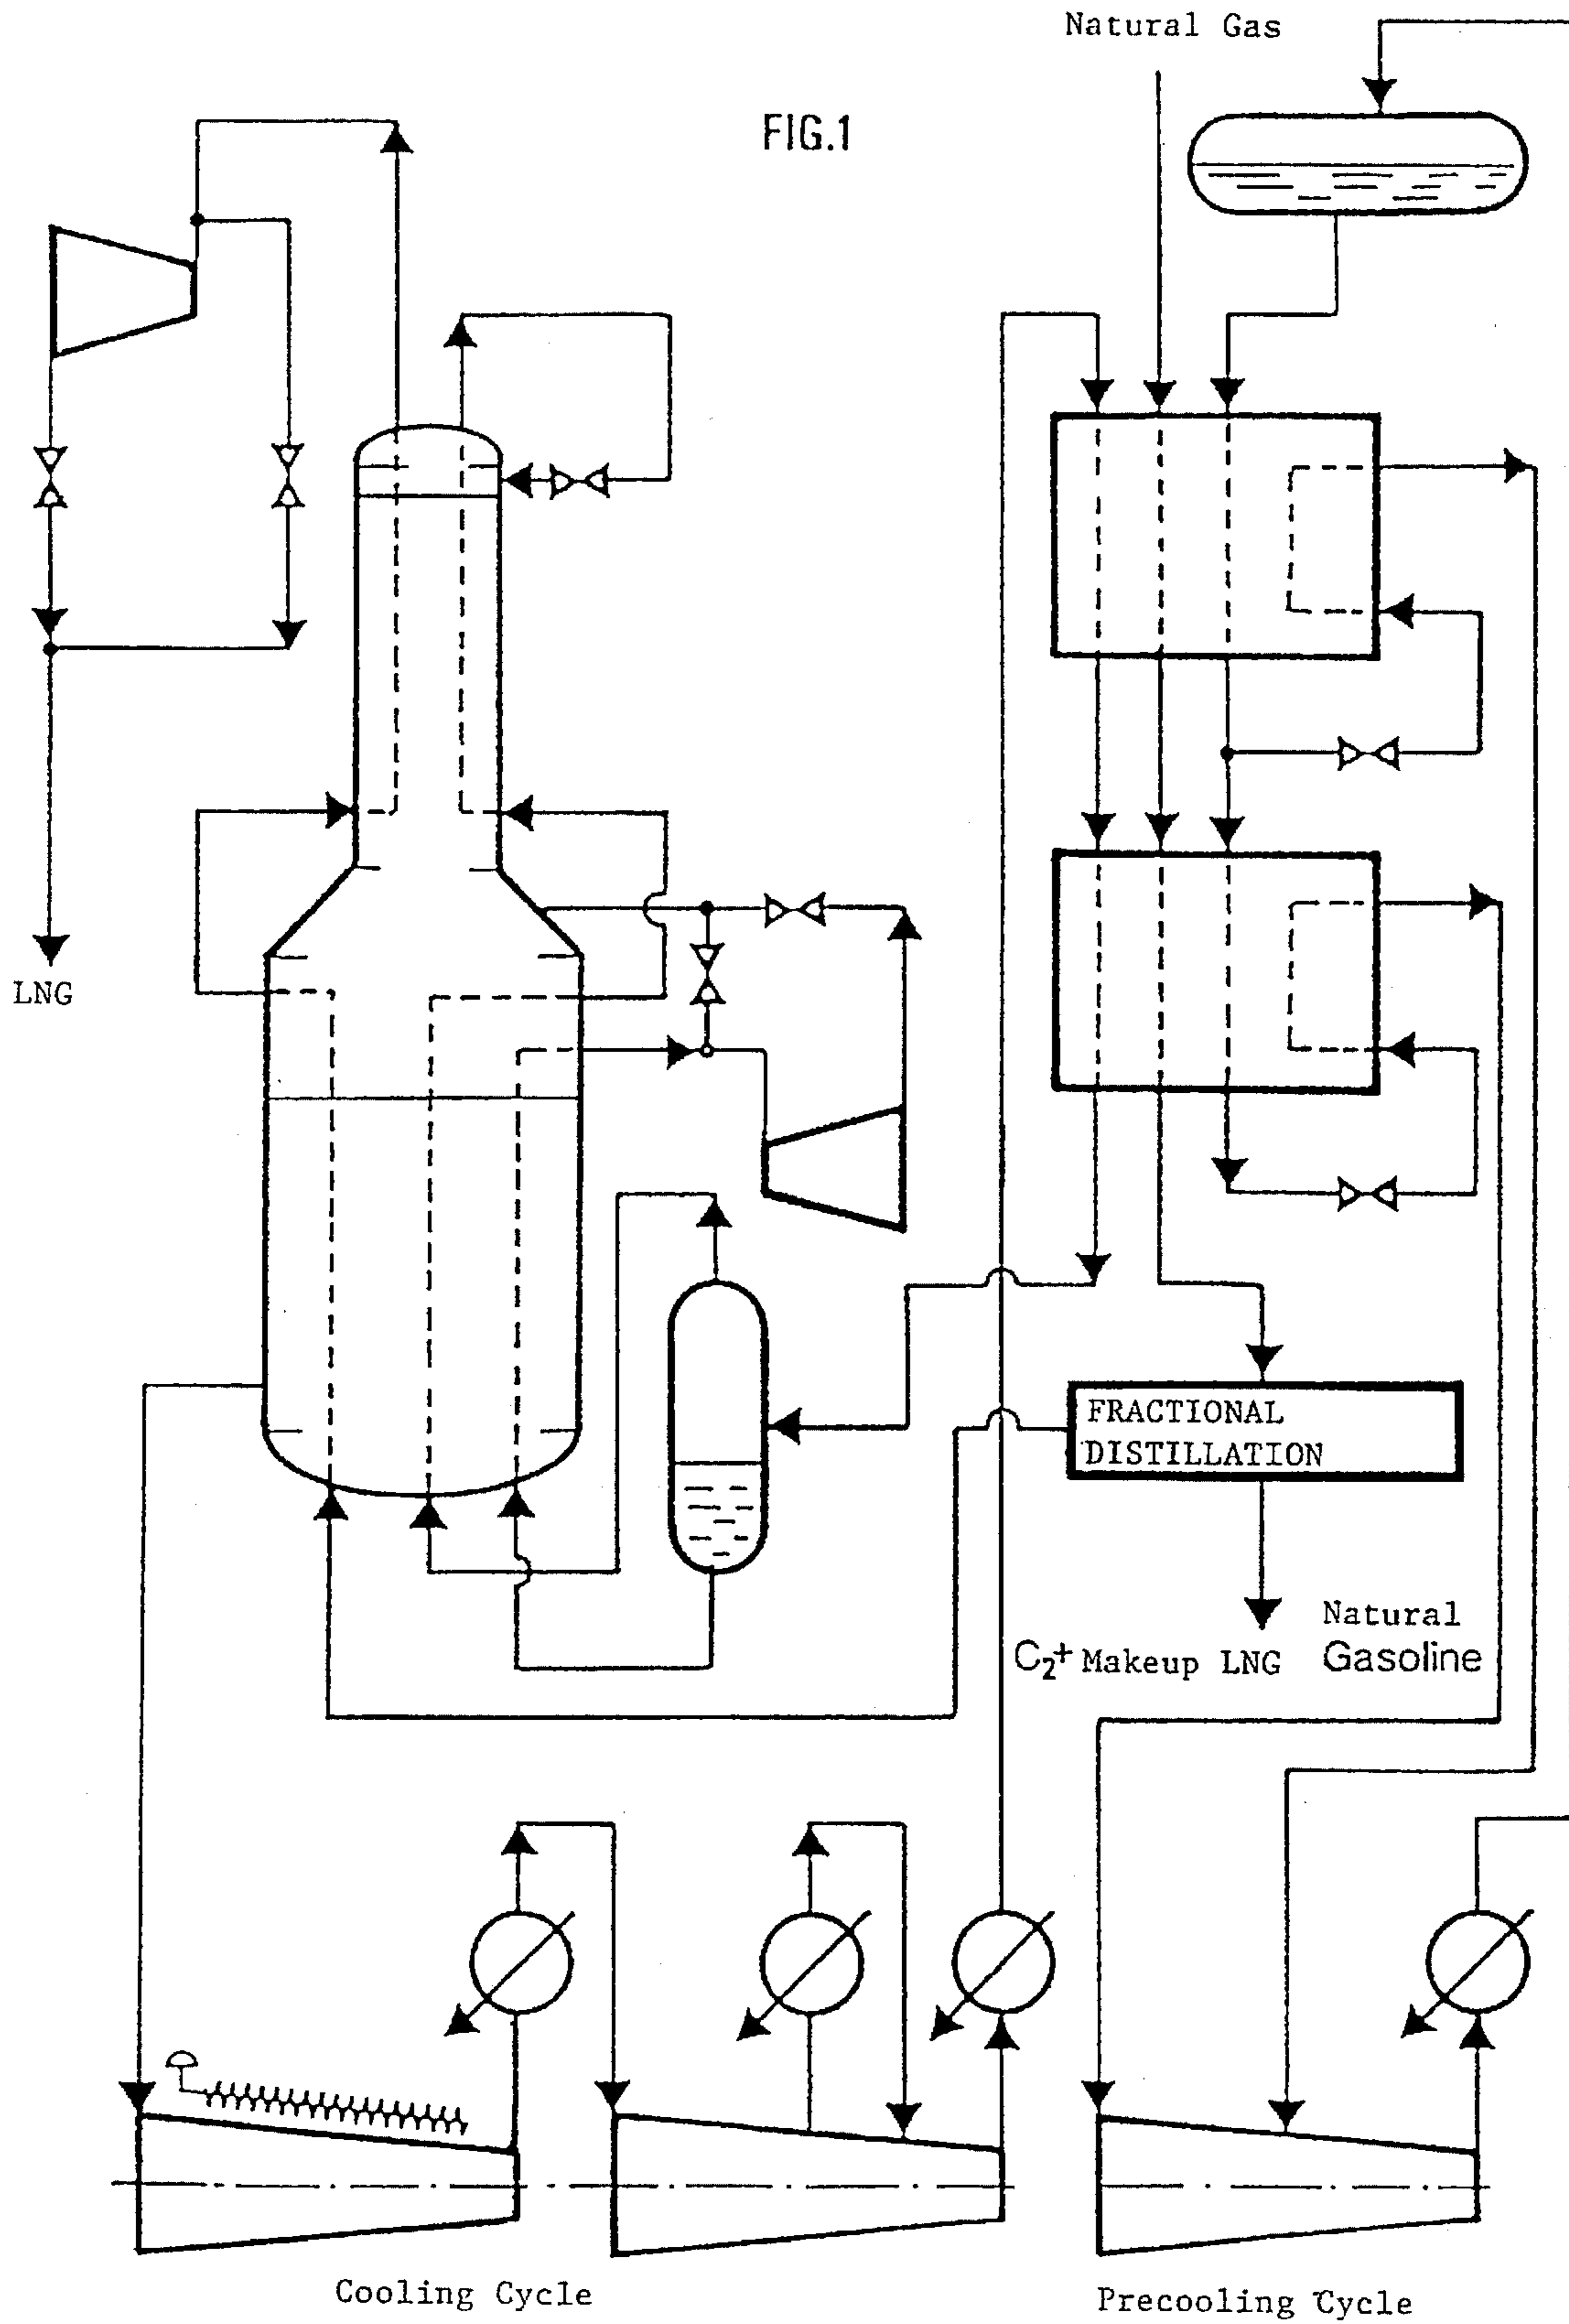 Natural Gas
FIG.1
LNG
FRACTIONAL
DISTILLATION
Natural
C₂⁺ Makeup LNG Gasoline
Cooling Cycle
Precooling Cycle